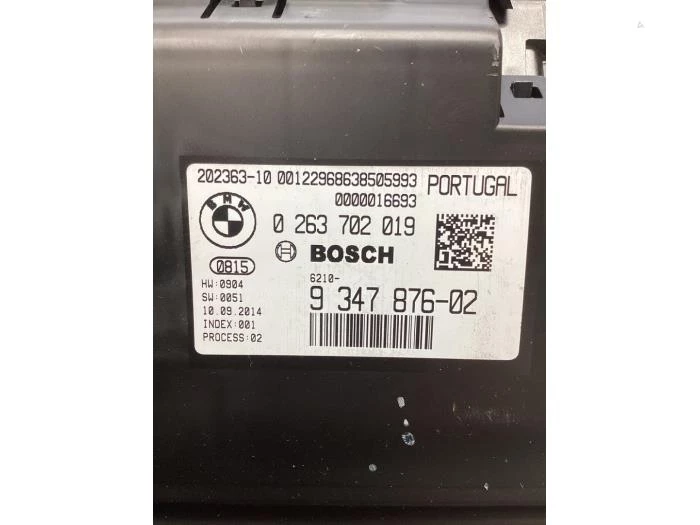 202363-10 00122968638505993 PORTUGAL
0000016693
BMW
0 263 702 019
BOSCH
0815
6210-
9 347 876-02
HW:0904
SW:0051
10.09.2014
INDEX:001
PROCESS:02